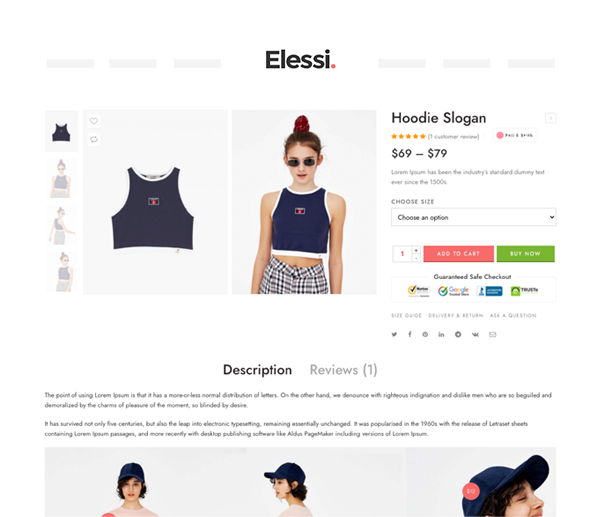 Elessi.
Hoodie Slogan
(1 customer review)
$69 – $79
Lorem Ipsum has been the industry's standard dummy text
ever since the 1500s.
CHOOSE SIZE
Choose an option
1 + - ADD TO CART BUY NOW
Guaranteed Safe Checkout
Norton Google Trusted Store BBB TRUSTe
SIZE GUIDE DELIVERY & RETURN ASK A QUESTION
Description Reviews (1)
The point of using Lorem Ipsum is that it has a more-or-less normal distribution of letters. On the other hand, we denounce with righteous indignation and dislike men who are so beguiled and
demoralized by the charms of pleasure of the moment, so blinded by desire.
It has survived not only five centuries, but also the leap into electronic typesetting, remaining essentially unchanged. It was popularised in the 1960s with the release of Letraset sheets
containing Lorem Ipsum passages, and more recently with desktop publishing software like Aldus PageMaker including versions of Lorem Ipsum.